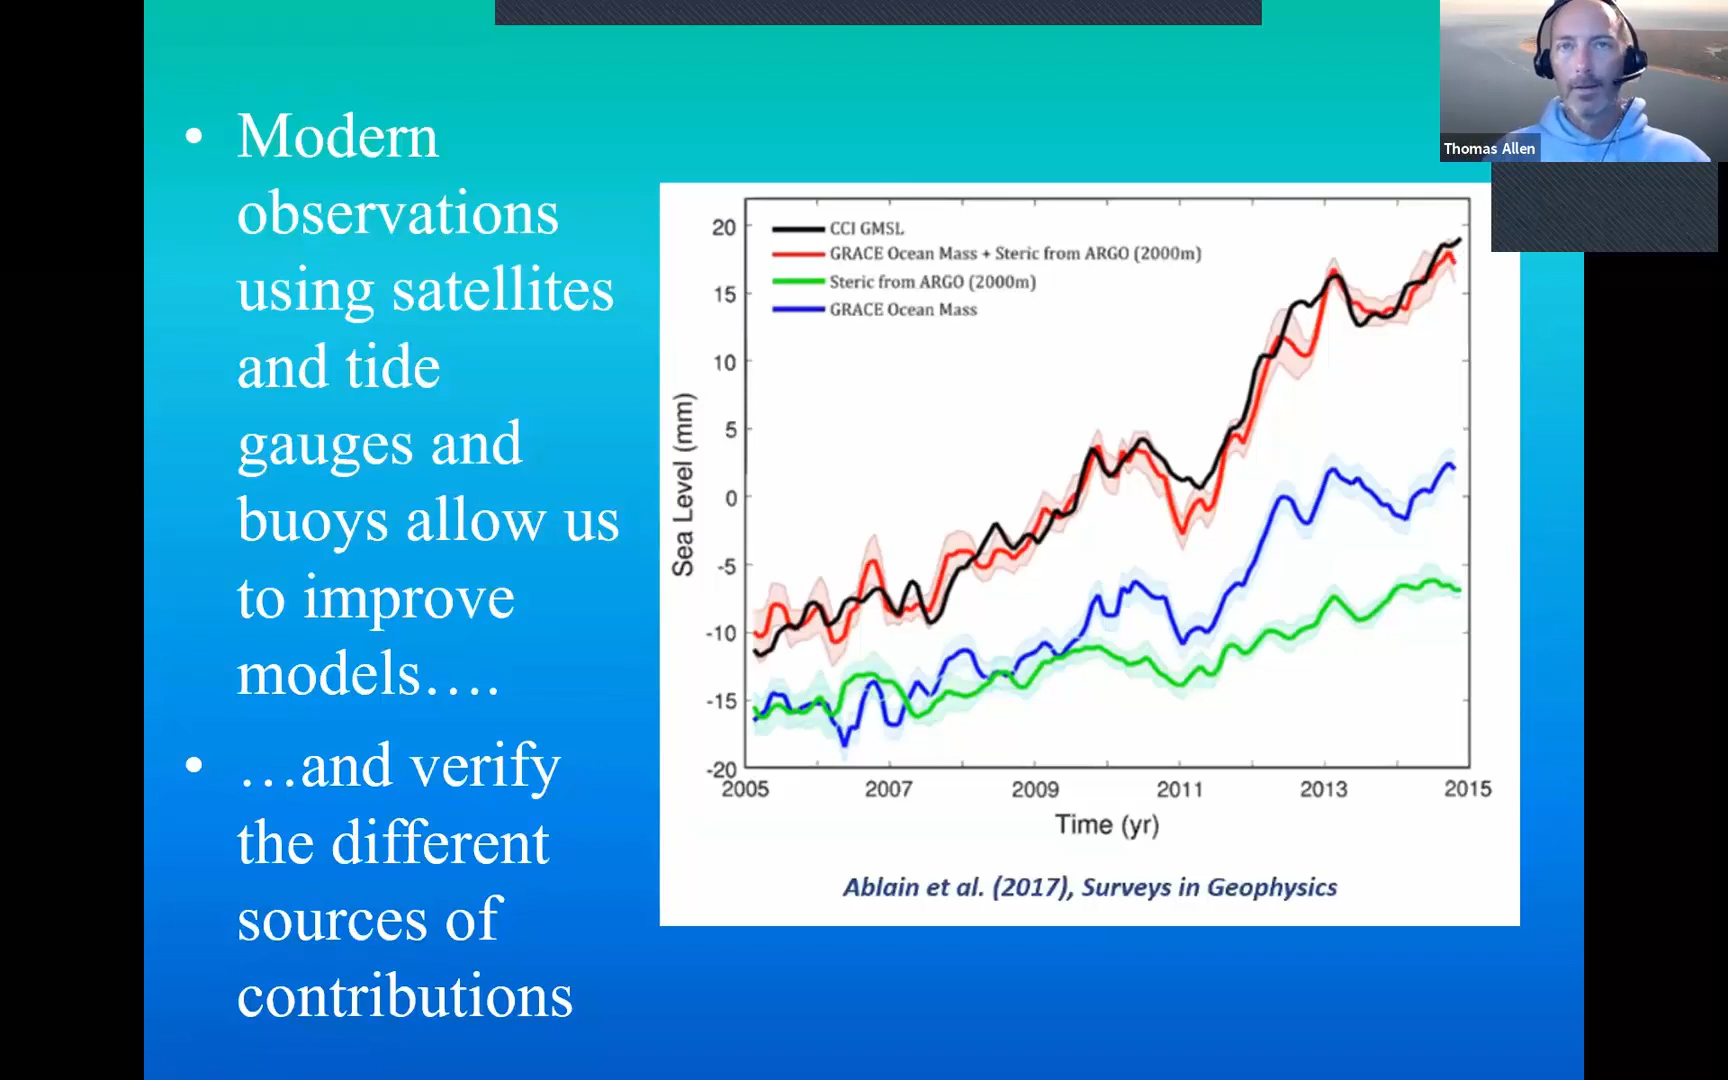 • Modern
observations
using satellites
and tide
gauges and
buoys allow us
to improve
models….
• …and verify
the different
sources of
contributions
Thomas Allen
CCI GMSL
GRACE Ocean Mass + Steric from ARGO (2000m)
Steric from ARGO (2000m)
GRACE Ocean Mass
Sea Level (mm)
20
15
10
5
0
-5
-10
-15
-20
2005 2007 2009 2011 2013 2015
Time (yr)
Ablain et al. (2017), Surveys in Geophysics